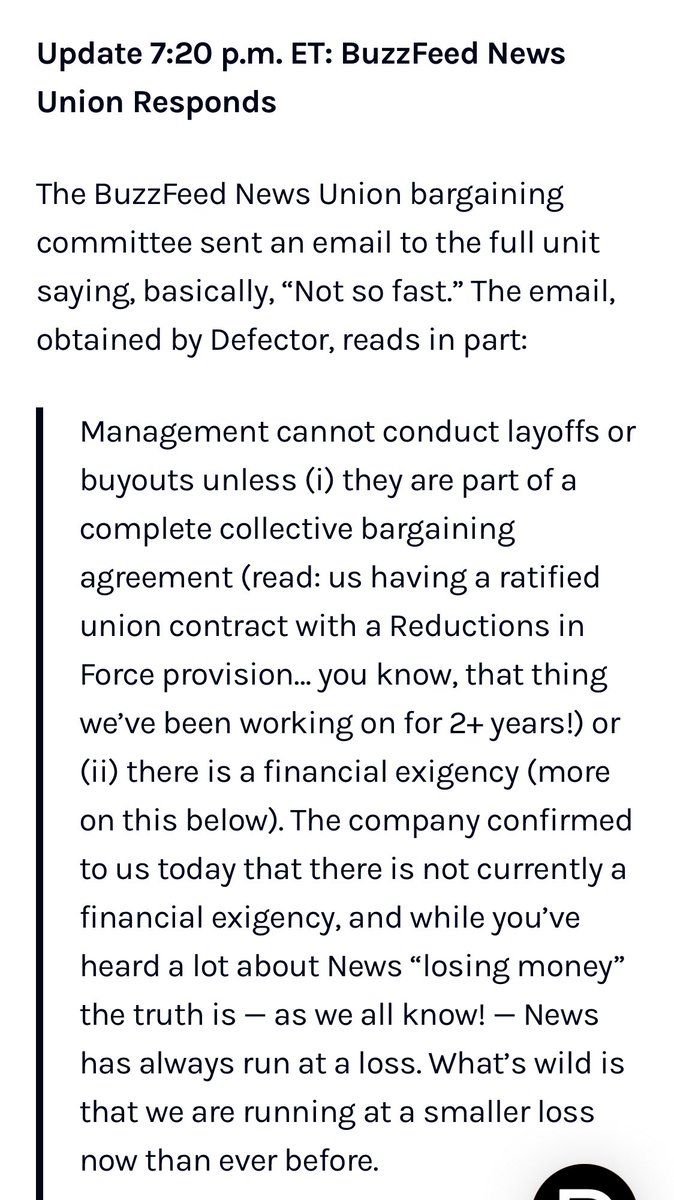 Update 7:20 p.m. ET: BuzzFeed News
Union Responds
The BuzzFeed News Union bargaining
committee sent an email to the full unit
saying, basically, “Not so fast.” The email,
obtained by Defector, reads in part:
Management cannot conduct layoffs or
buyouts unless (i) they are part of a
complete collective bargaining
agreement (read: us having a ratified
union contract with a Reductions in
Force provision… you know, that thing
we’ve been working on for 2+ years!) or
(ii) there is a financial exigency (more
on this below). The company confirmed
to us today that there is not currently a
financial exigency, and while you’ve
heard a lot about News “losing money”
the truth is — as we all know! — News
has always run at a loss. What’s wild is
that we are running at a smaller loss
now than ever before.